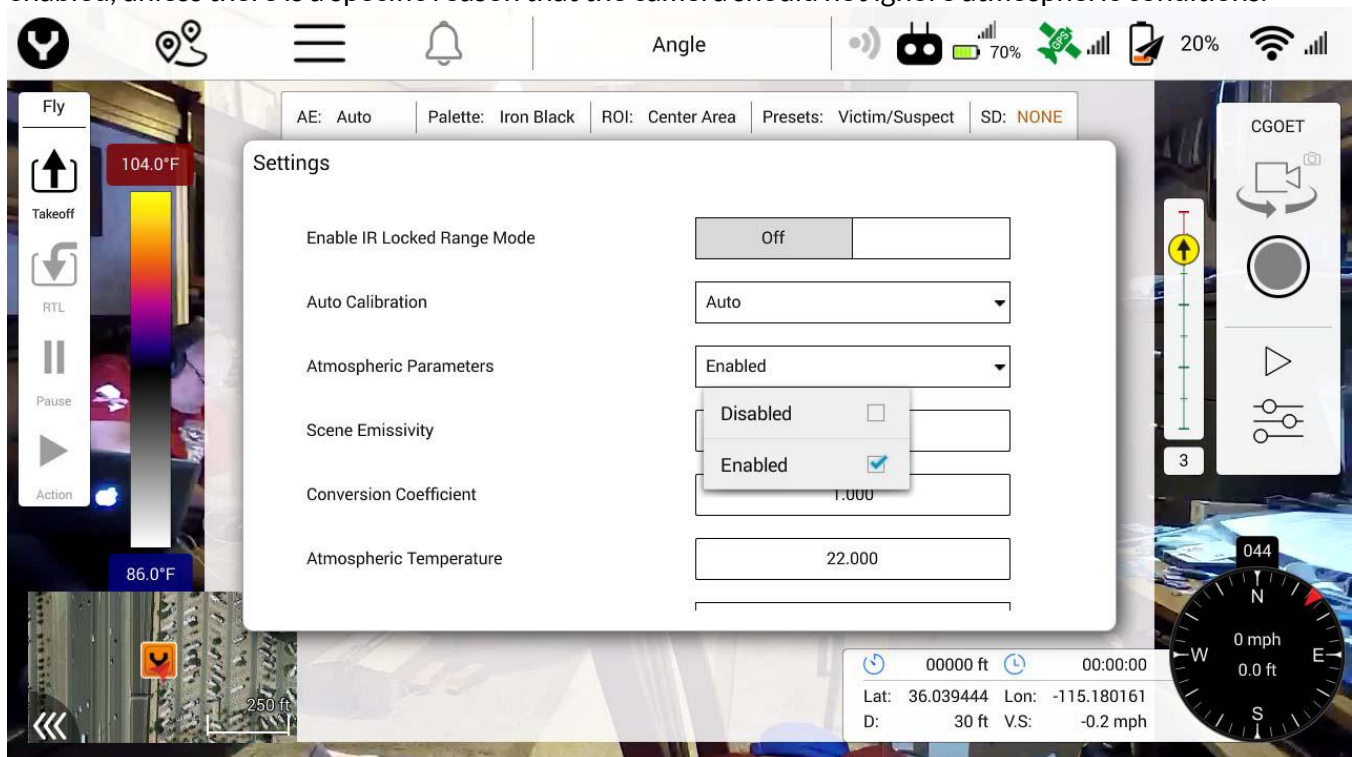 Angle
70%
GPS
20%
Fly
Takeoff
RTL
Pause
Action
104.0°F
86.0°F
AE: Auto
Palette: Iron Black
ROI: Center Area
Presets: Victim/Suspect
SD: NONE
Settings
Enable IR Locked Range Mode
Off
Auto Calibration
Auto
Atmospheric Parameters
Enabled
Disabled
Enabled
Scene Emissivity
Conversion Coefficient
1.000
Atmospheric Temperature
22.000
CGOET
3
250 ft
00000 ft
00:00:00
Lat: 36.039444 Lon: -115.180161
D: 30 ft V.S: -0.2 mph
044
N
W
E
S
0 mph
0.0 ft